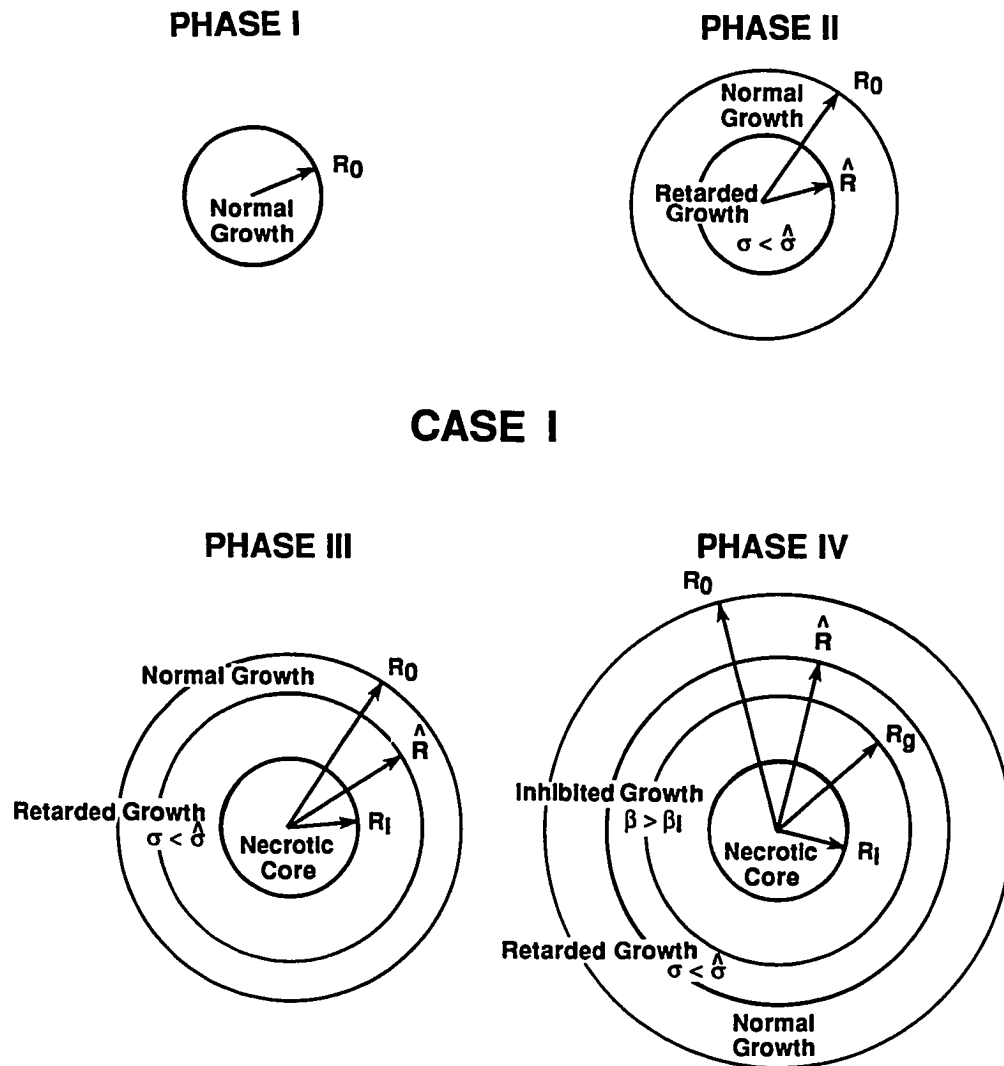 PHASE I
R0
Normal
Growth
PHASE II
R0
Normal
Growth
R̂
Retarded
Growth
σ < σ̂
CASE I
PHASE III
Normal Growth
R0
R̂
Retarded Growth
σ < σ̂
RI
Necrotic
Core
PHASE IV
R0
R̂
Rg
Inhibited Growth
β > βI
RI
Necrotic
Core
Retarded Growth
σ < σ̂
Normal
Growth